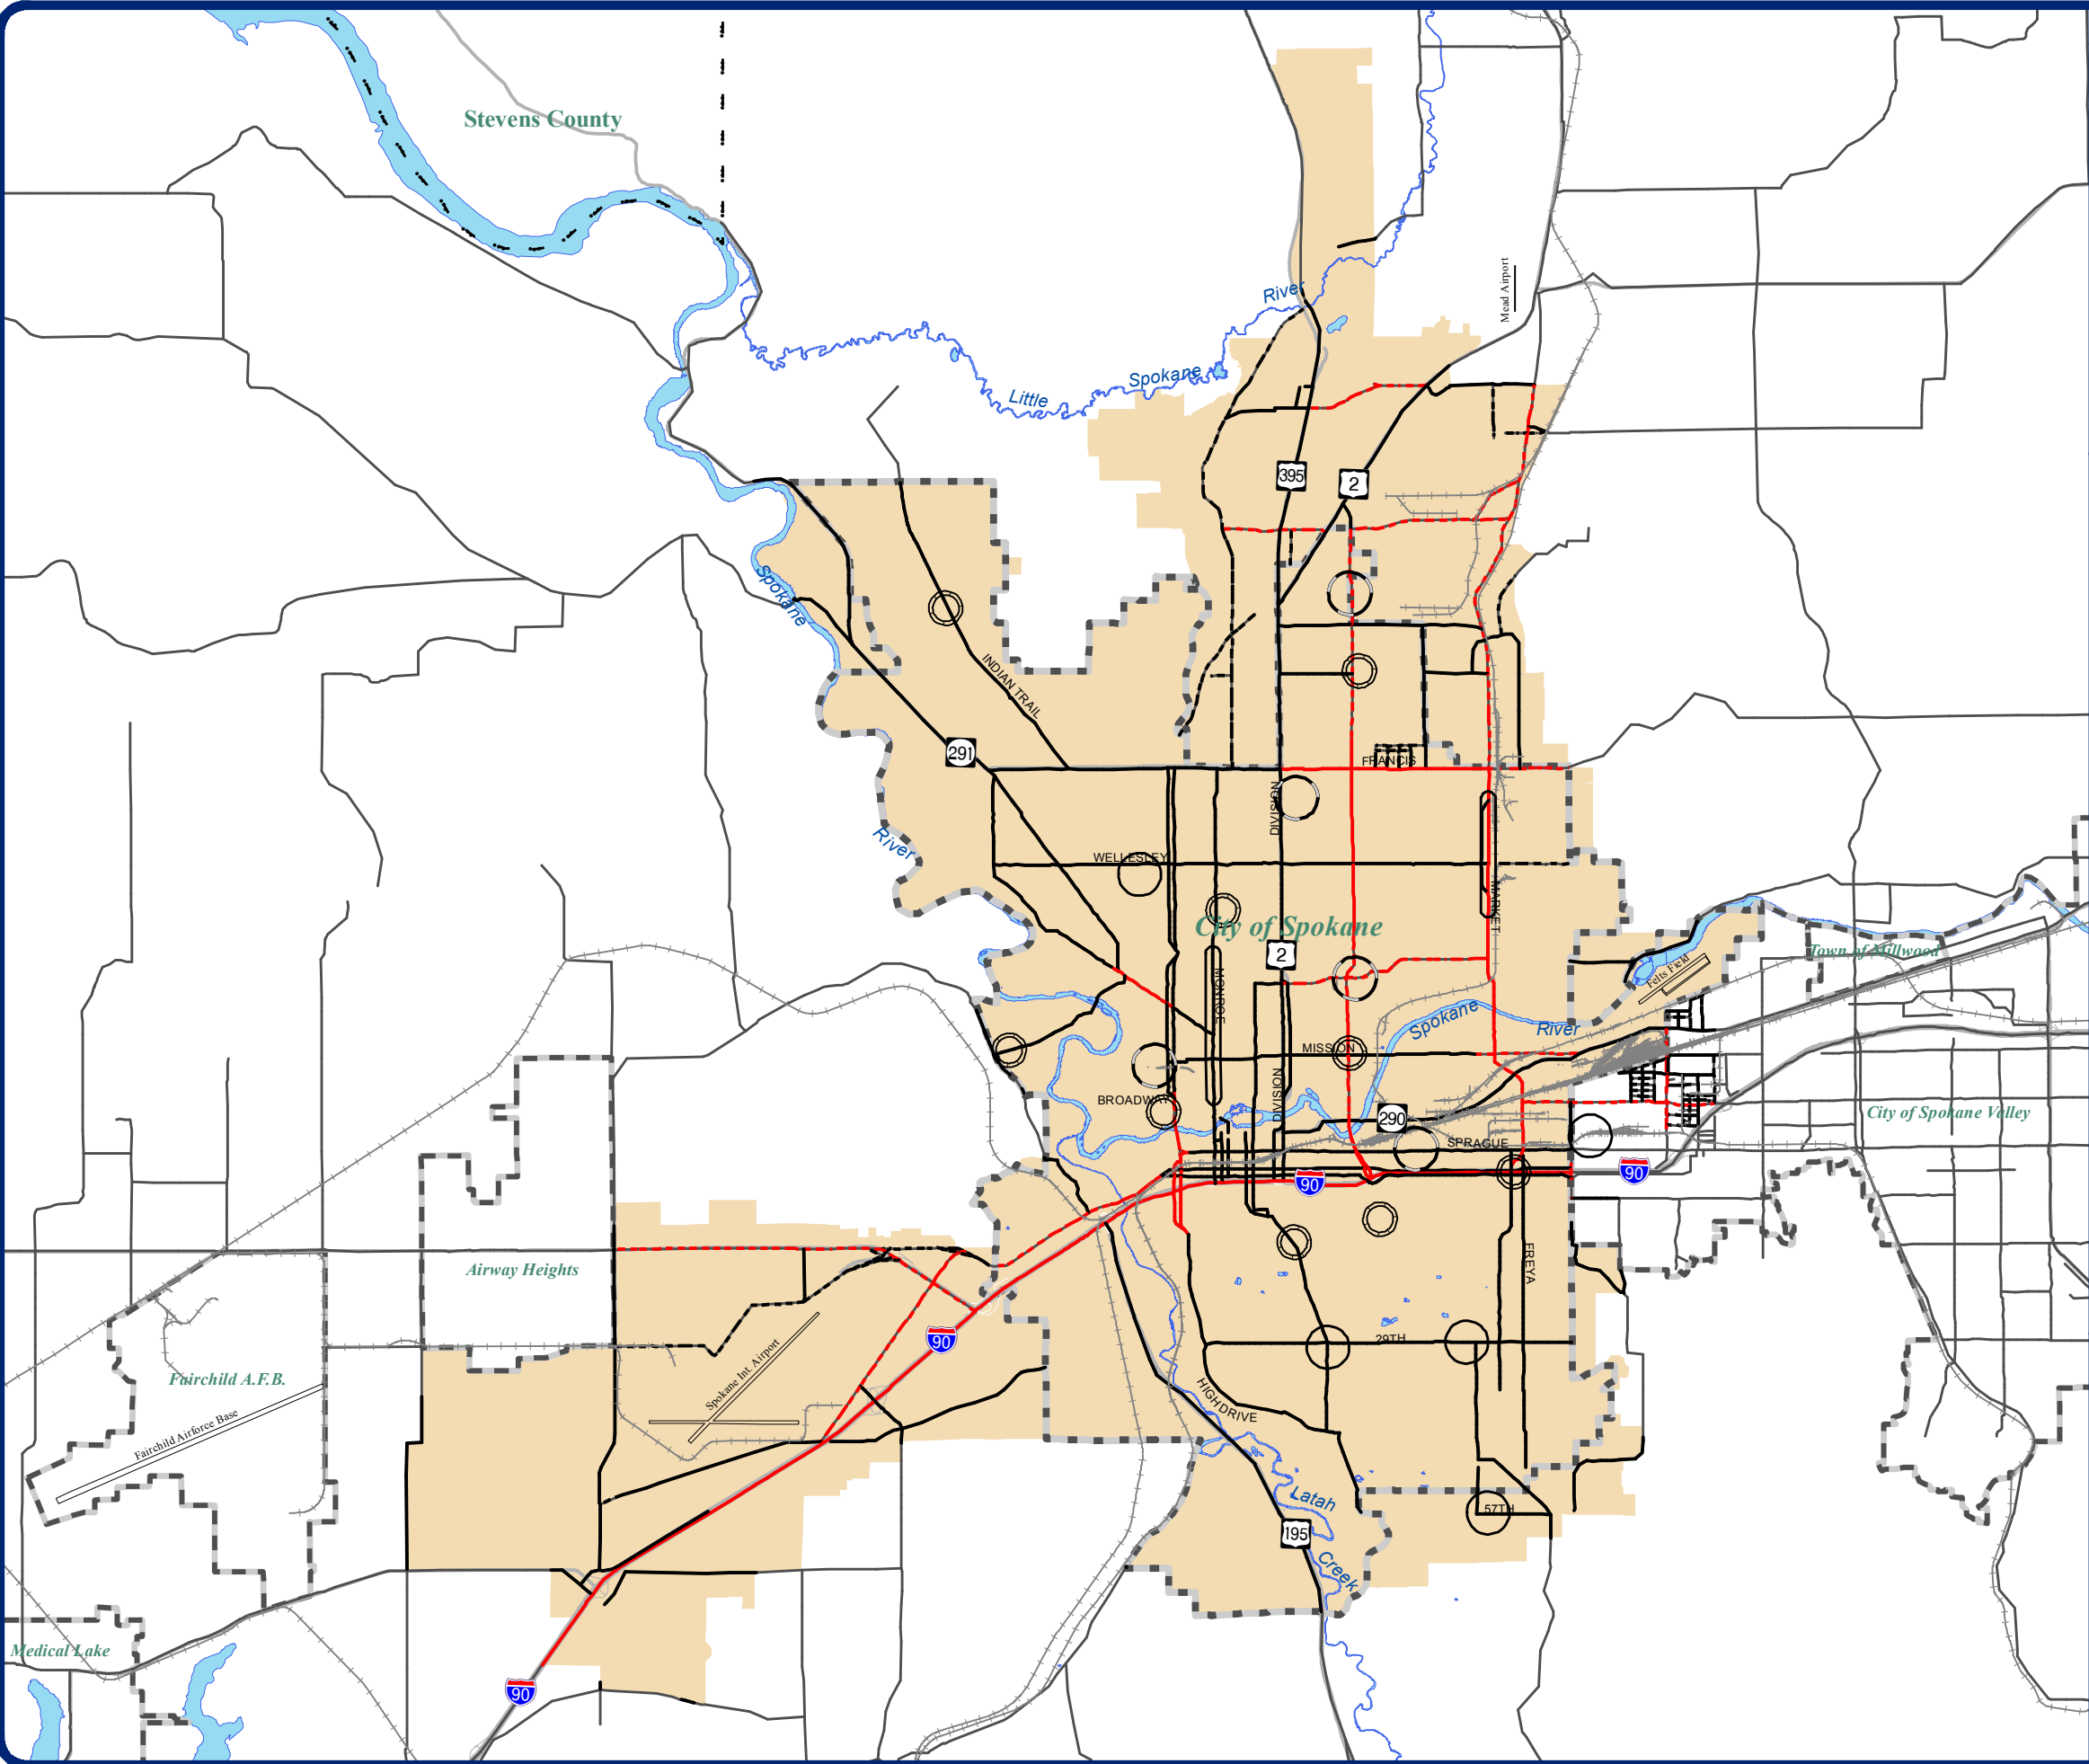 Stevens County
Mead Airport
River
Spokane
Little
395
2
Spokane
INDIAN TRAIL
291
FRANCIS
DIVISION
River
WELLESLEY
MARKET
City of Spokane
2
Town of Millwood
Felts Field
MONROE
Spokane
River
MISSION
DIVISION
BROADWAY
290
City of Spokane Valley
SPRAGUE
90
90
Airway Heights
FREYA
90
29TH
Spokane Int. Airport
Fairchild A.F.B.
HIGH DRIVE
Fairchild Airforce Base
Latah
57TH
195
Creek
Medical Lake
90